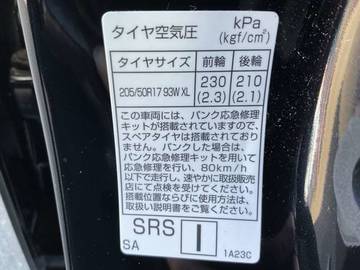 タイヤ空気圧 kPa (kgf/cm²)
タイヤサイズ 前輪 後輪
205/50R17 93W XL 230 (2.3) 210 (2.1)
この車両には、パンク応急修理
キットが搭載されていますので、
スペアタイヤは搭載されており
ません。パンクした場合は、
パンク応急修理キットを用いて
応急修理を行い、80km/h
以下で走行し、速やかに取扱販売
店にて点検を受けてください。
搭載位置ならびに使用方法は、
取扱い説明書をご覧ください。
SRS I
SA 1A23C